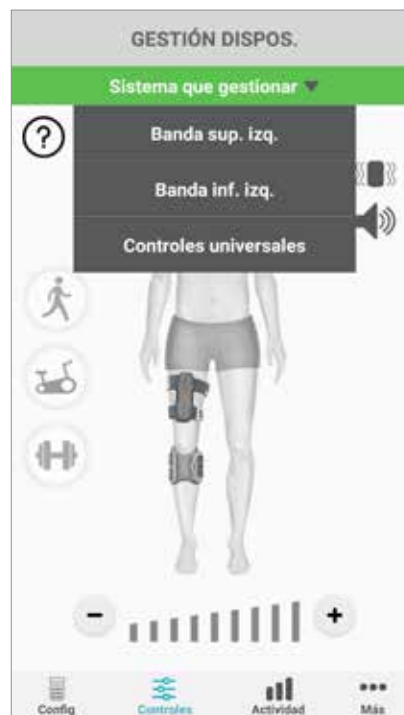 GESTIÓN DISPOS.
Sistema que gestionar
?
Banda sup. izq.
Banda inf. izq.
Controles universales
Config Controles Actividad Más